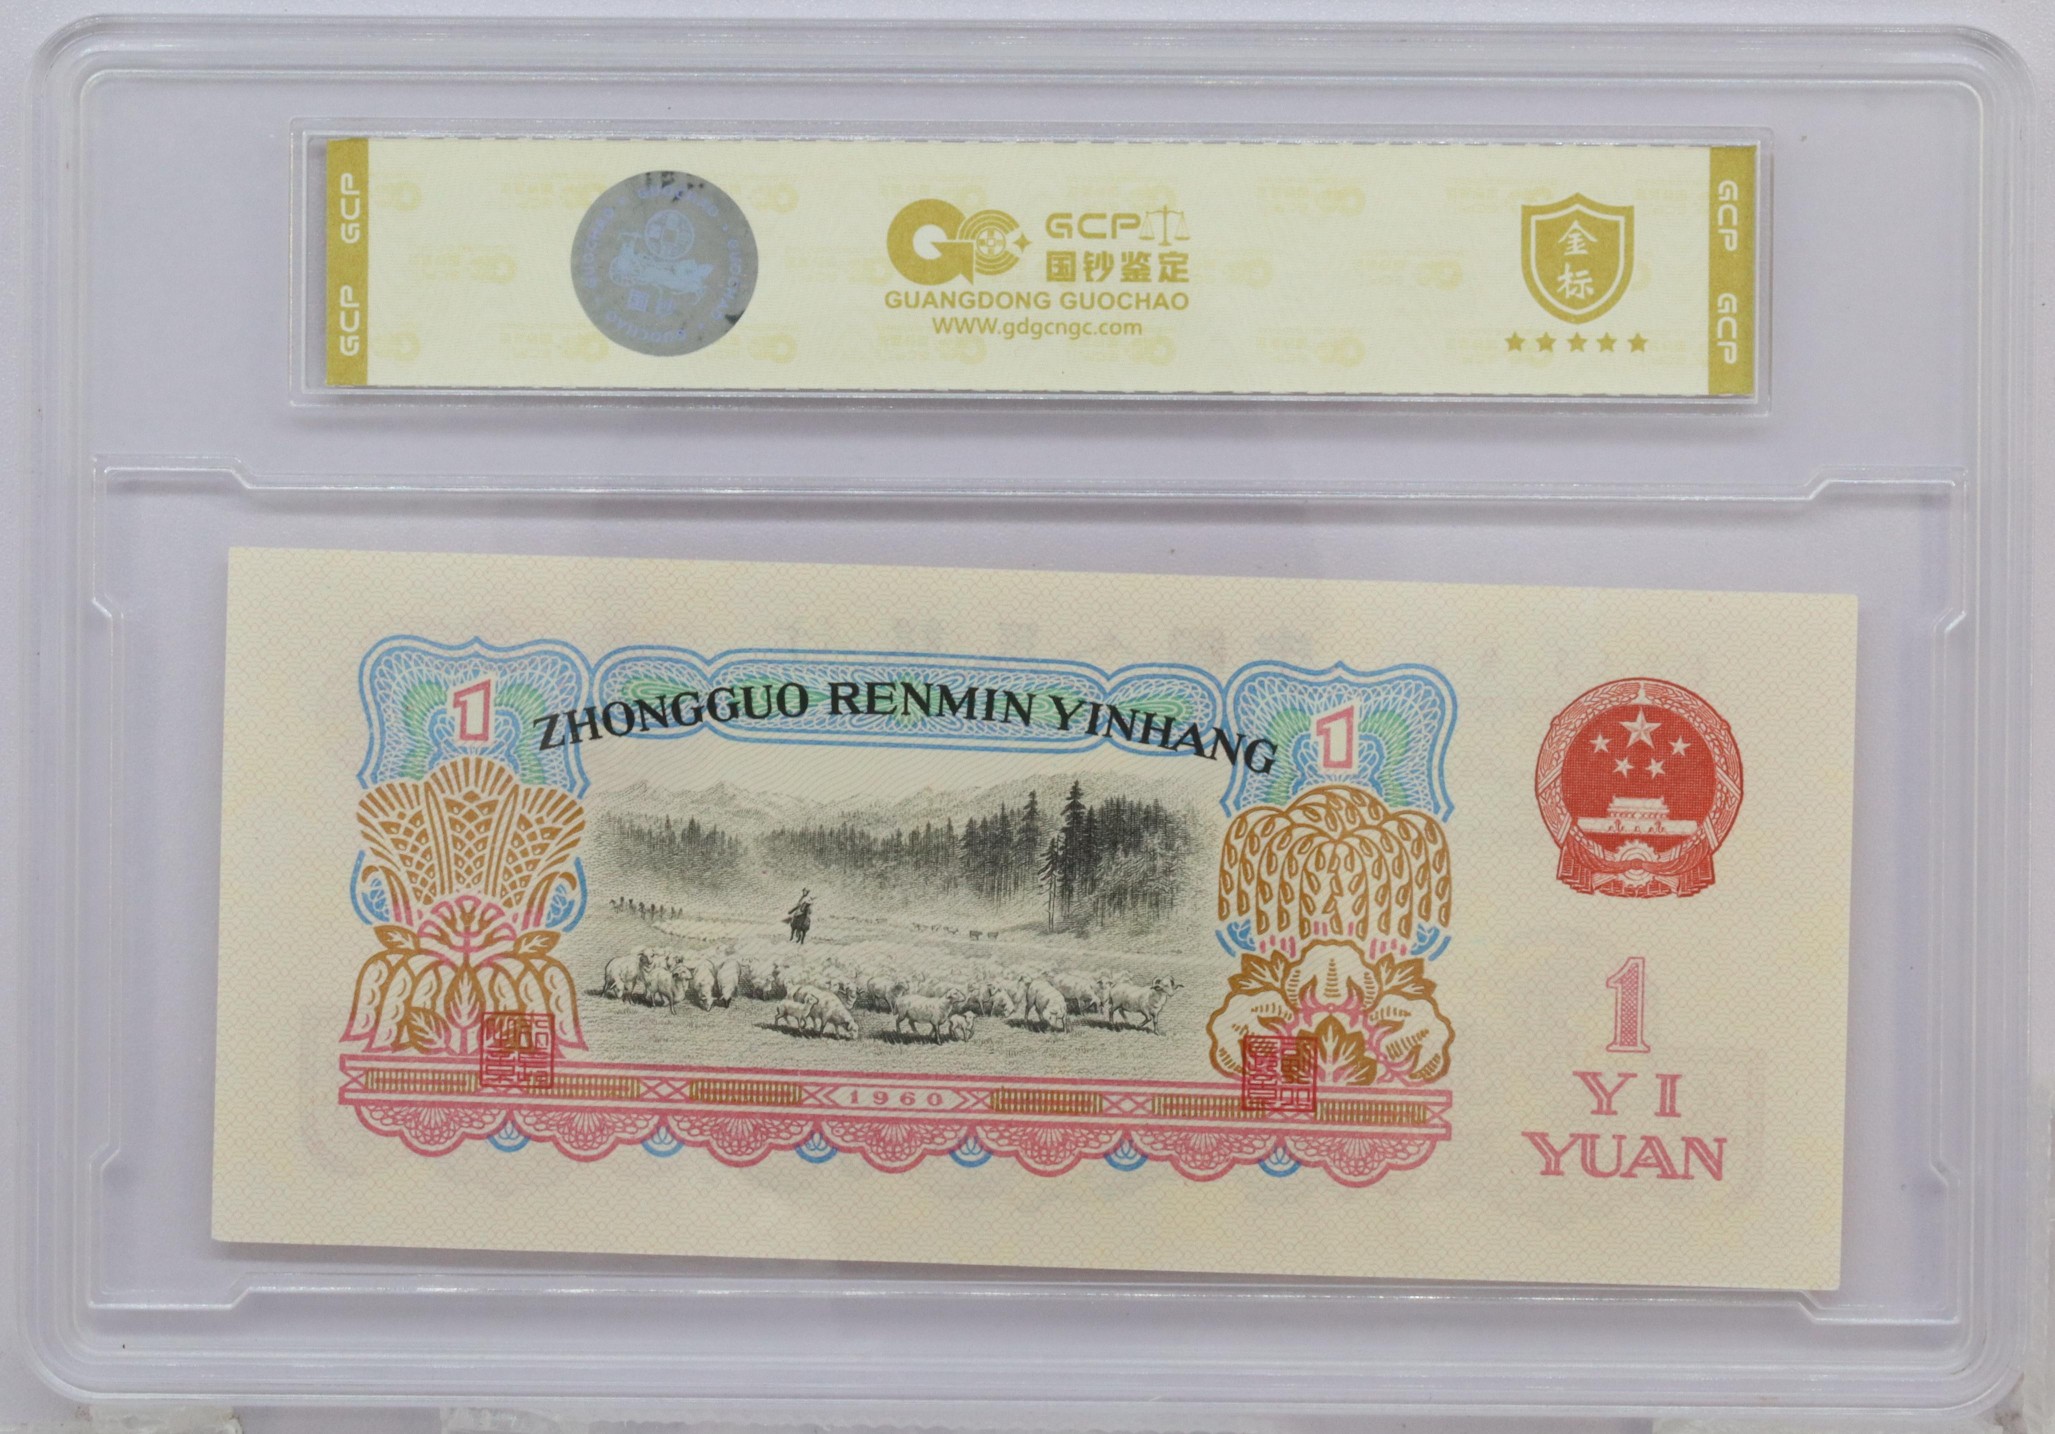 GCP GCP
GCP
国钞鉴定
GUANGDONG GUOCHAO
WWW.gdgcngc.com
金
标
GCP GCP
ZHONGGUO RENMIN YINHANG
1
1
1960
1
YI
YUAN